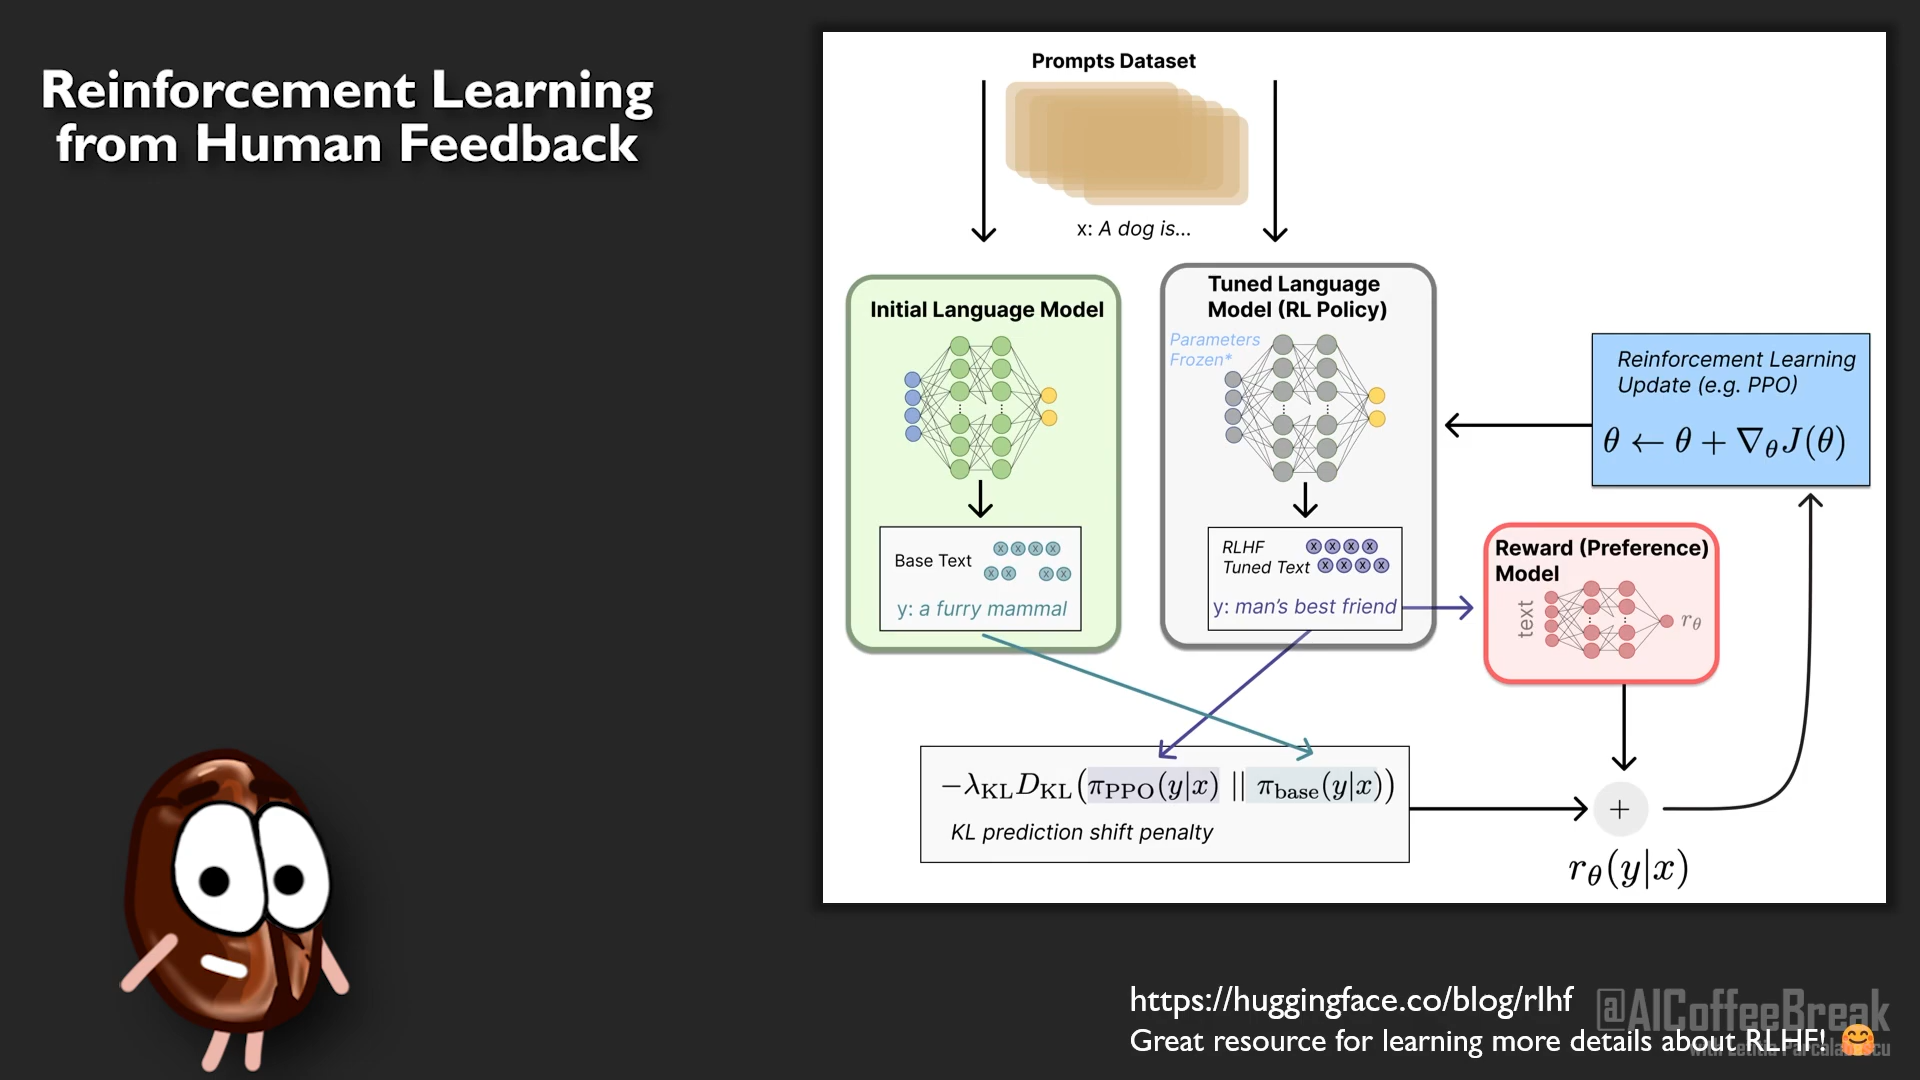 Reinforcement Learning
from Human Feedback
Prompts Dataset
x: A dog is...
Initial Language Model
Base Text
x x x x
x x x x
y: a furry mammal
Tuned Language
Model (RL Policy)
Parameters
Frozen*
RLHF
Tuned Text
x x x x
x x x x
y: man's best friend
Reinforcement Learning
Update (e.g. PPO)
θ ← θ + ∇θJ(θ)
Reward (Preference)
Model
text
rθ
−λKL DKL(πPPO(y|x) || πbase(y|x))
KL prediction shift penalty
+
rθ(y|x)
https://huggingface.co/blog/rlhf
Great resource for learning more details about RLHF! 🤗
@AICoffeeBreak
with Letitia Parcalabescu